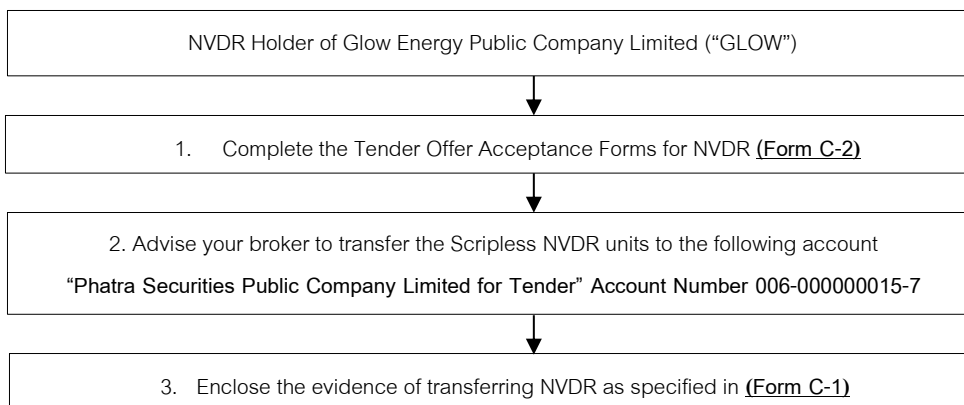 NVDR Holder of Glow Energy Public Company Limited (“GLOW”)
1. Complete the Tender Offer Acceptance Forms for NVDR (Form C-2)
2. Advise your broker to transfer the Scripless NVDR units to the following account
“Phatra Securities Public Company Limited for Tender” Account Number 006-000000015-7
3. Enclose the evidence of transferring NVDR as specified in (Form C-1)